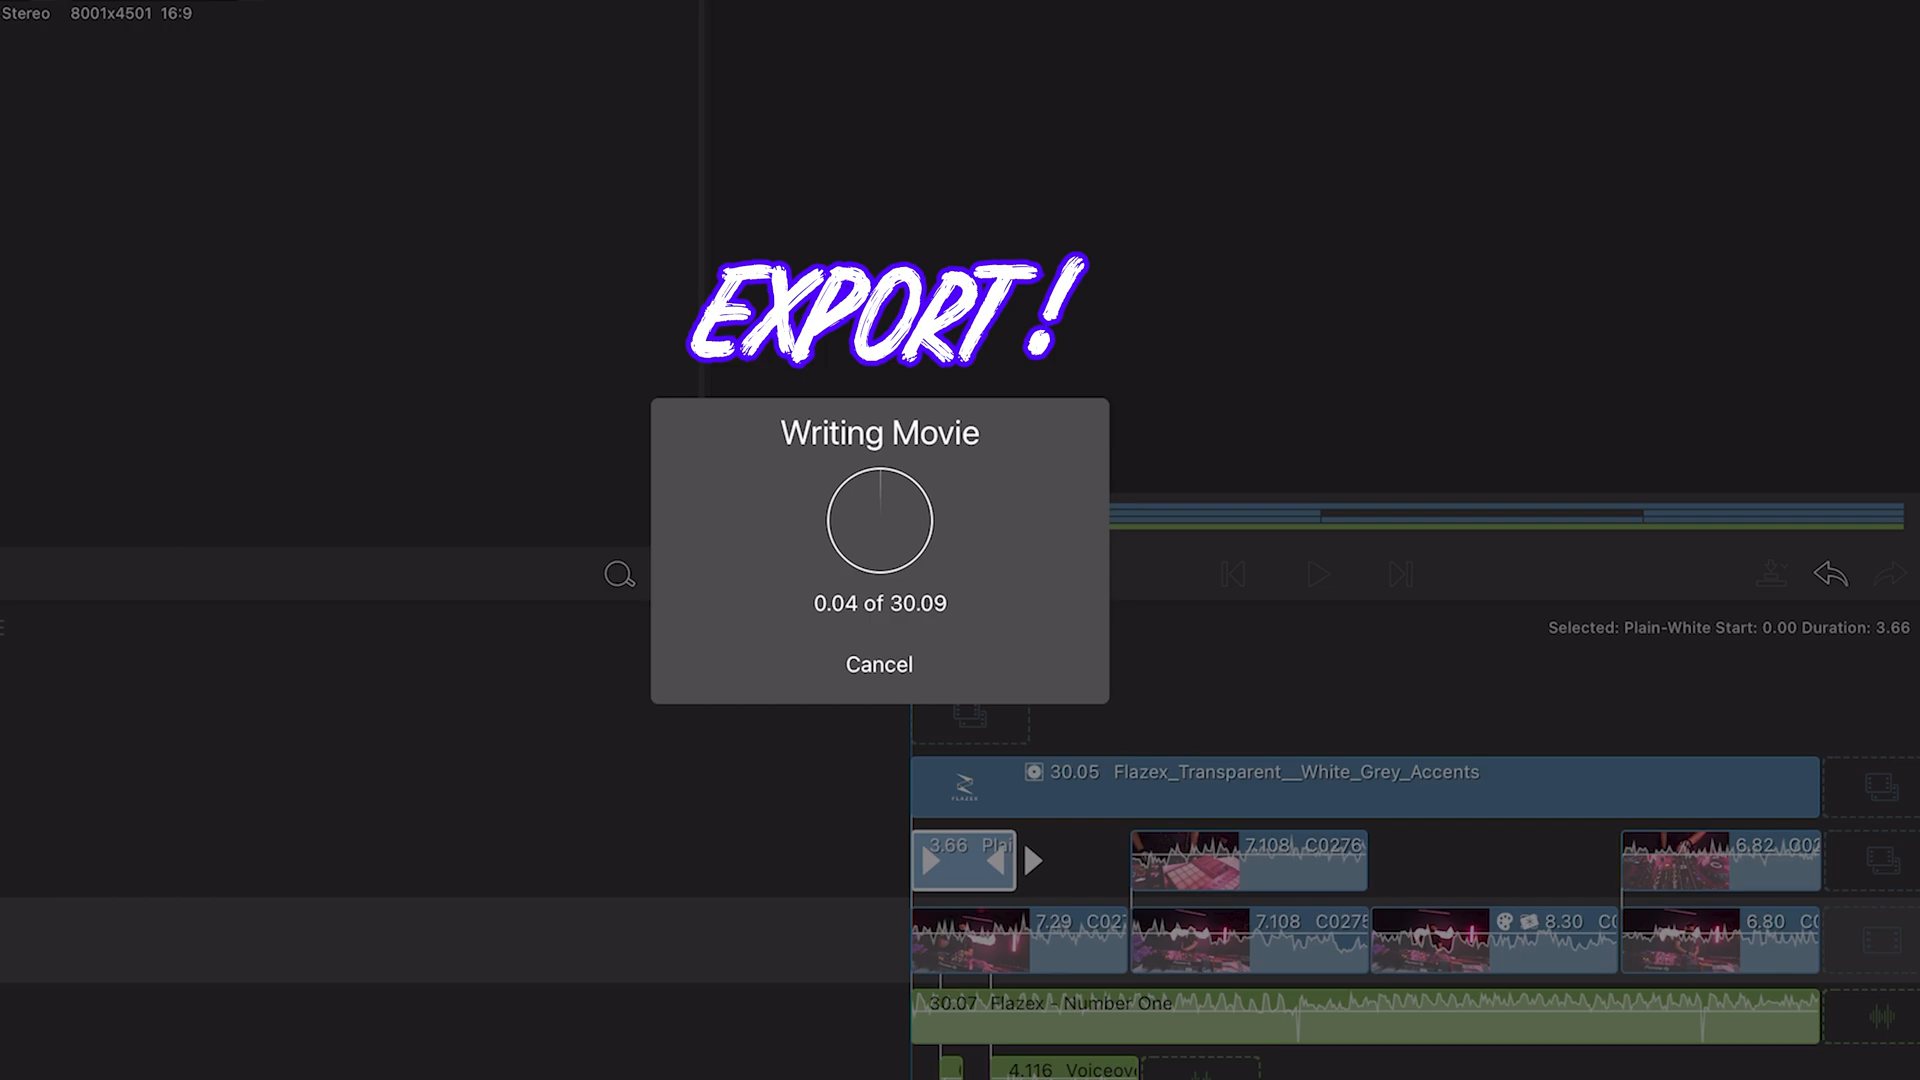 Stereo 8001x4501 16:9
EXPORT!
Writing Movie
0.04 of 30.09
Cancel
Selected: Plain-White Start: 0.00 Duration: 3.66
30.05 Flazex_Transparent__White_Grey_Accents
FLAZEX
3.66 Plai
7.108 C0276
6.82 C02
7.29 C027
7.108 C0275
8.30 C0
6.80 C0
30.07 Flazex - Number One
4.116 Voiceov